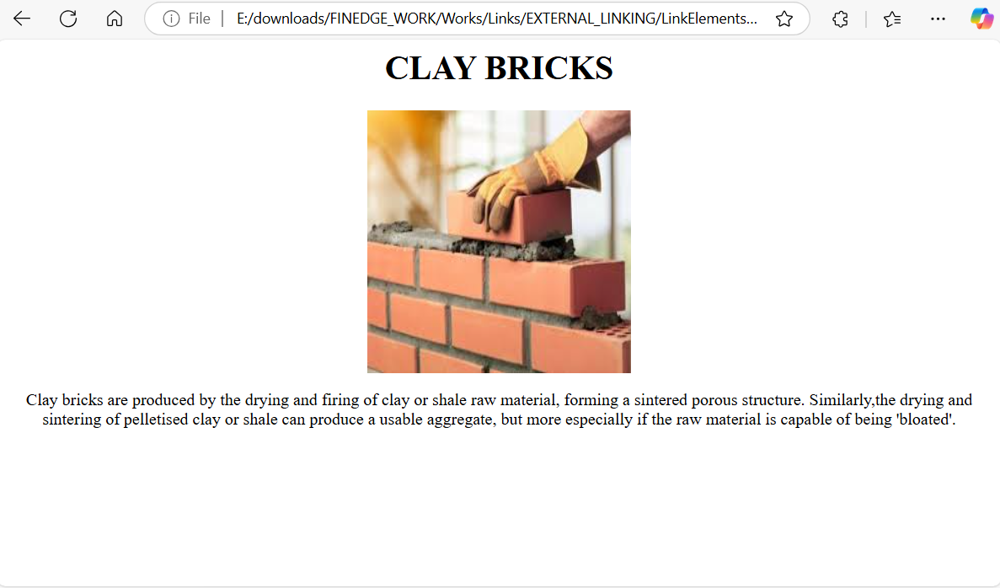 File
E:/downloads/FINEDGE_WORK/Works/Links/EXTERNAL_LINKING/LinkElements...
CLAY BRICKS
Clay bricks are produced by the drying and firing of clay or shale raw material, forming a sintered porous structure. Similarly,the drying and
sintering of pelletised clay or shale can produce a usable aggregate, but more especially if the raw material is capable of being 'bloated'.